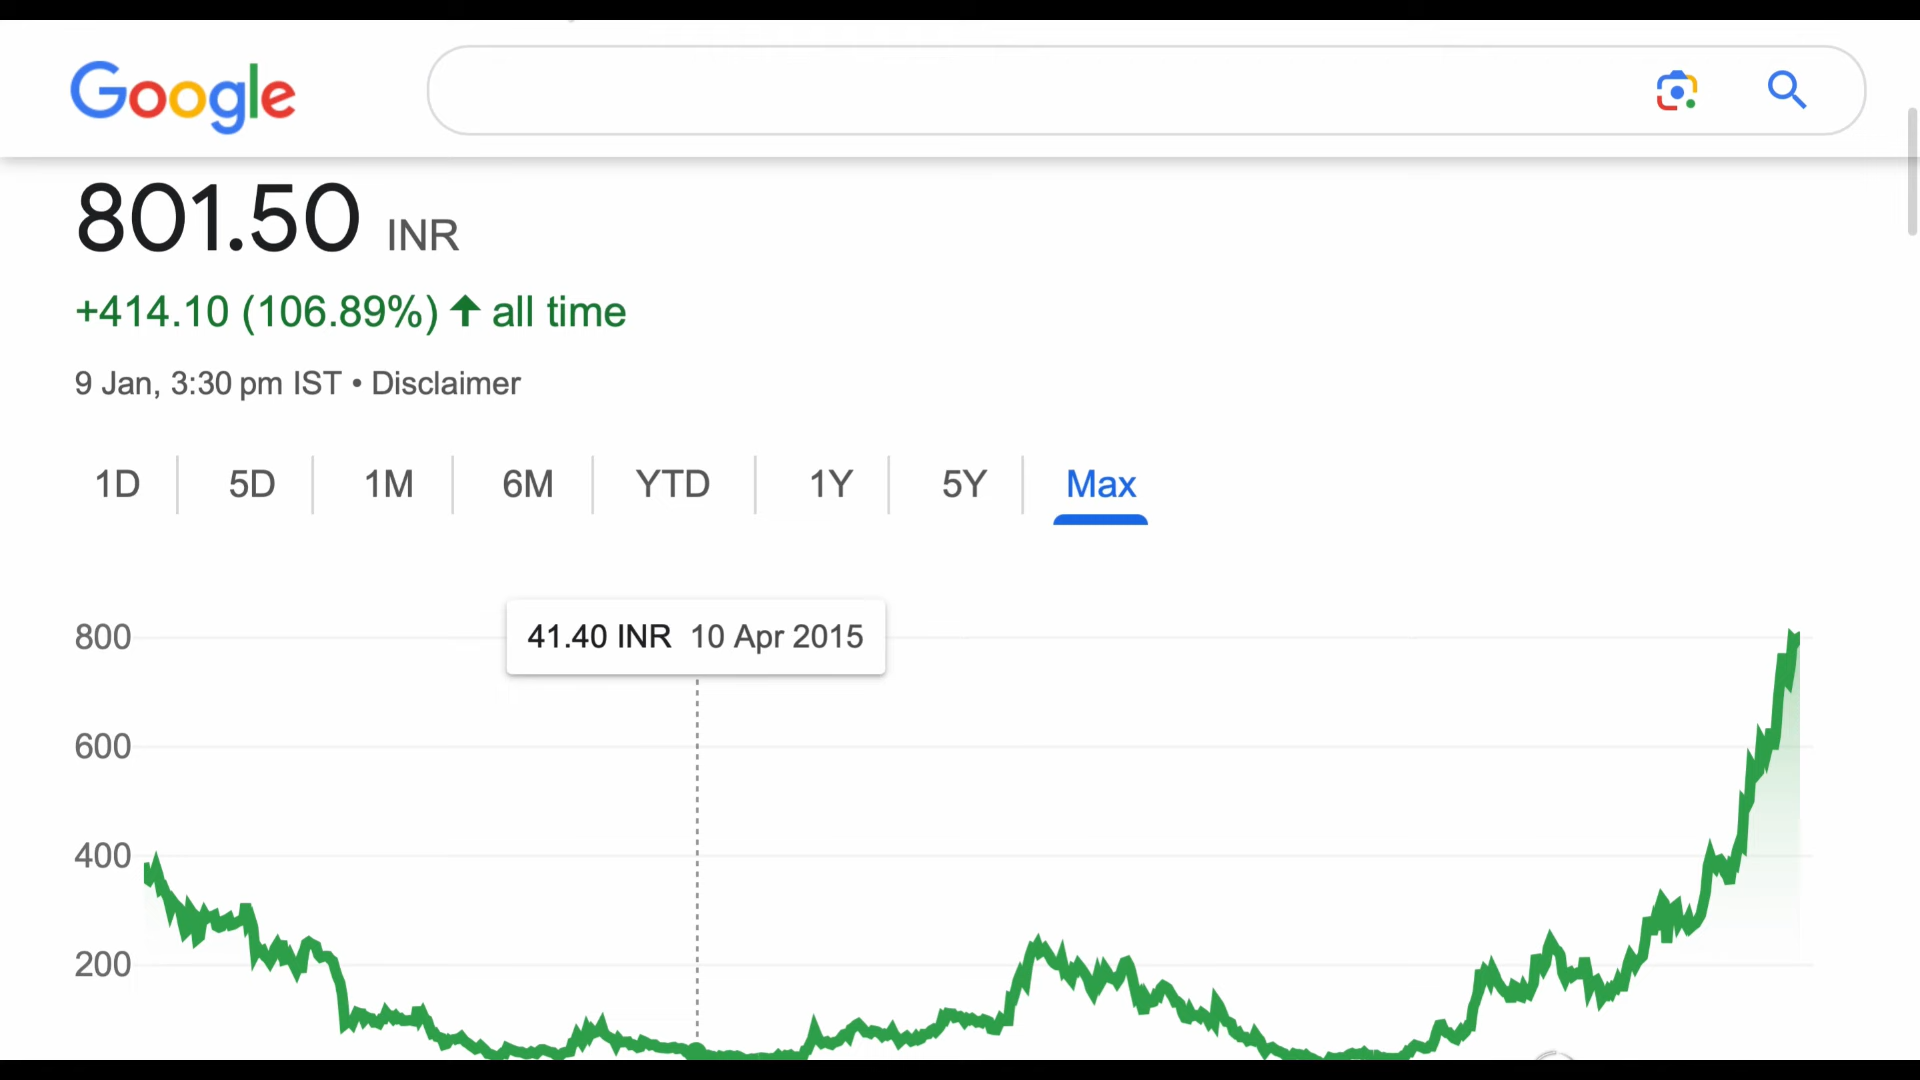 Google
801.50 INR
+414.10 (106.89%) all time
9 Jan, 3:30 pm IST • Disclaimer
1D 5D 1M 6M YTD 1Y 5Y Max
41.40 INR 10 Apr 2015
800
600
400
200